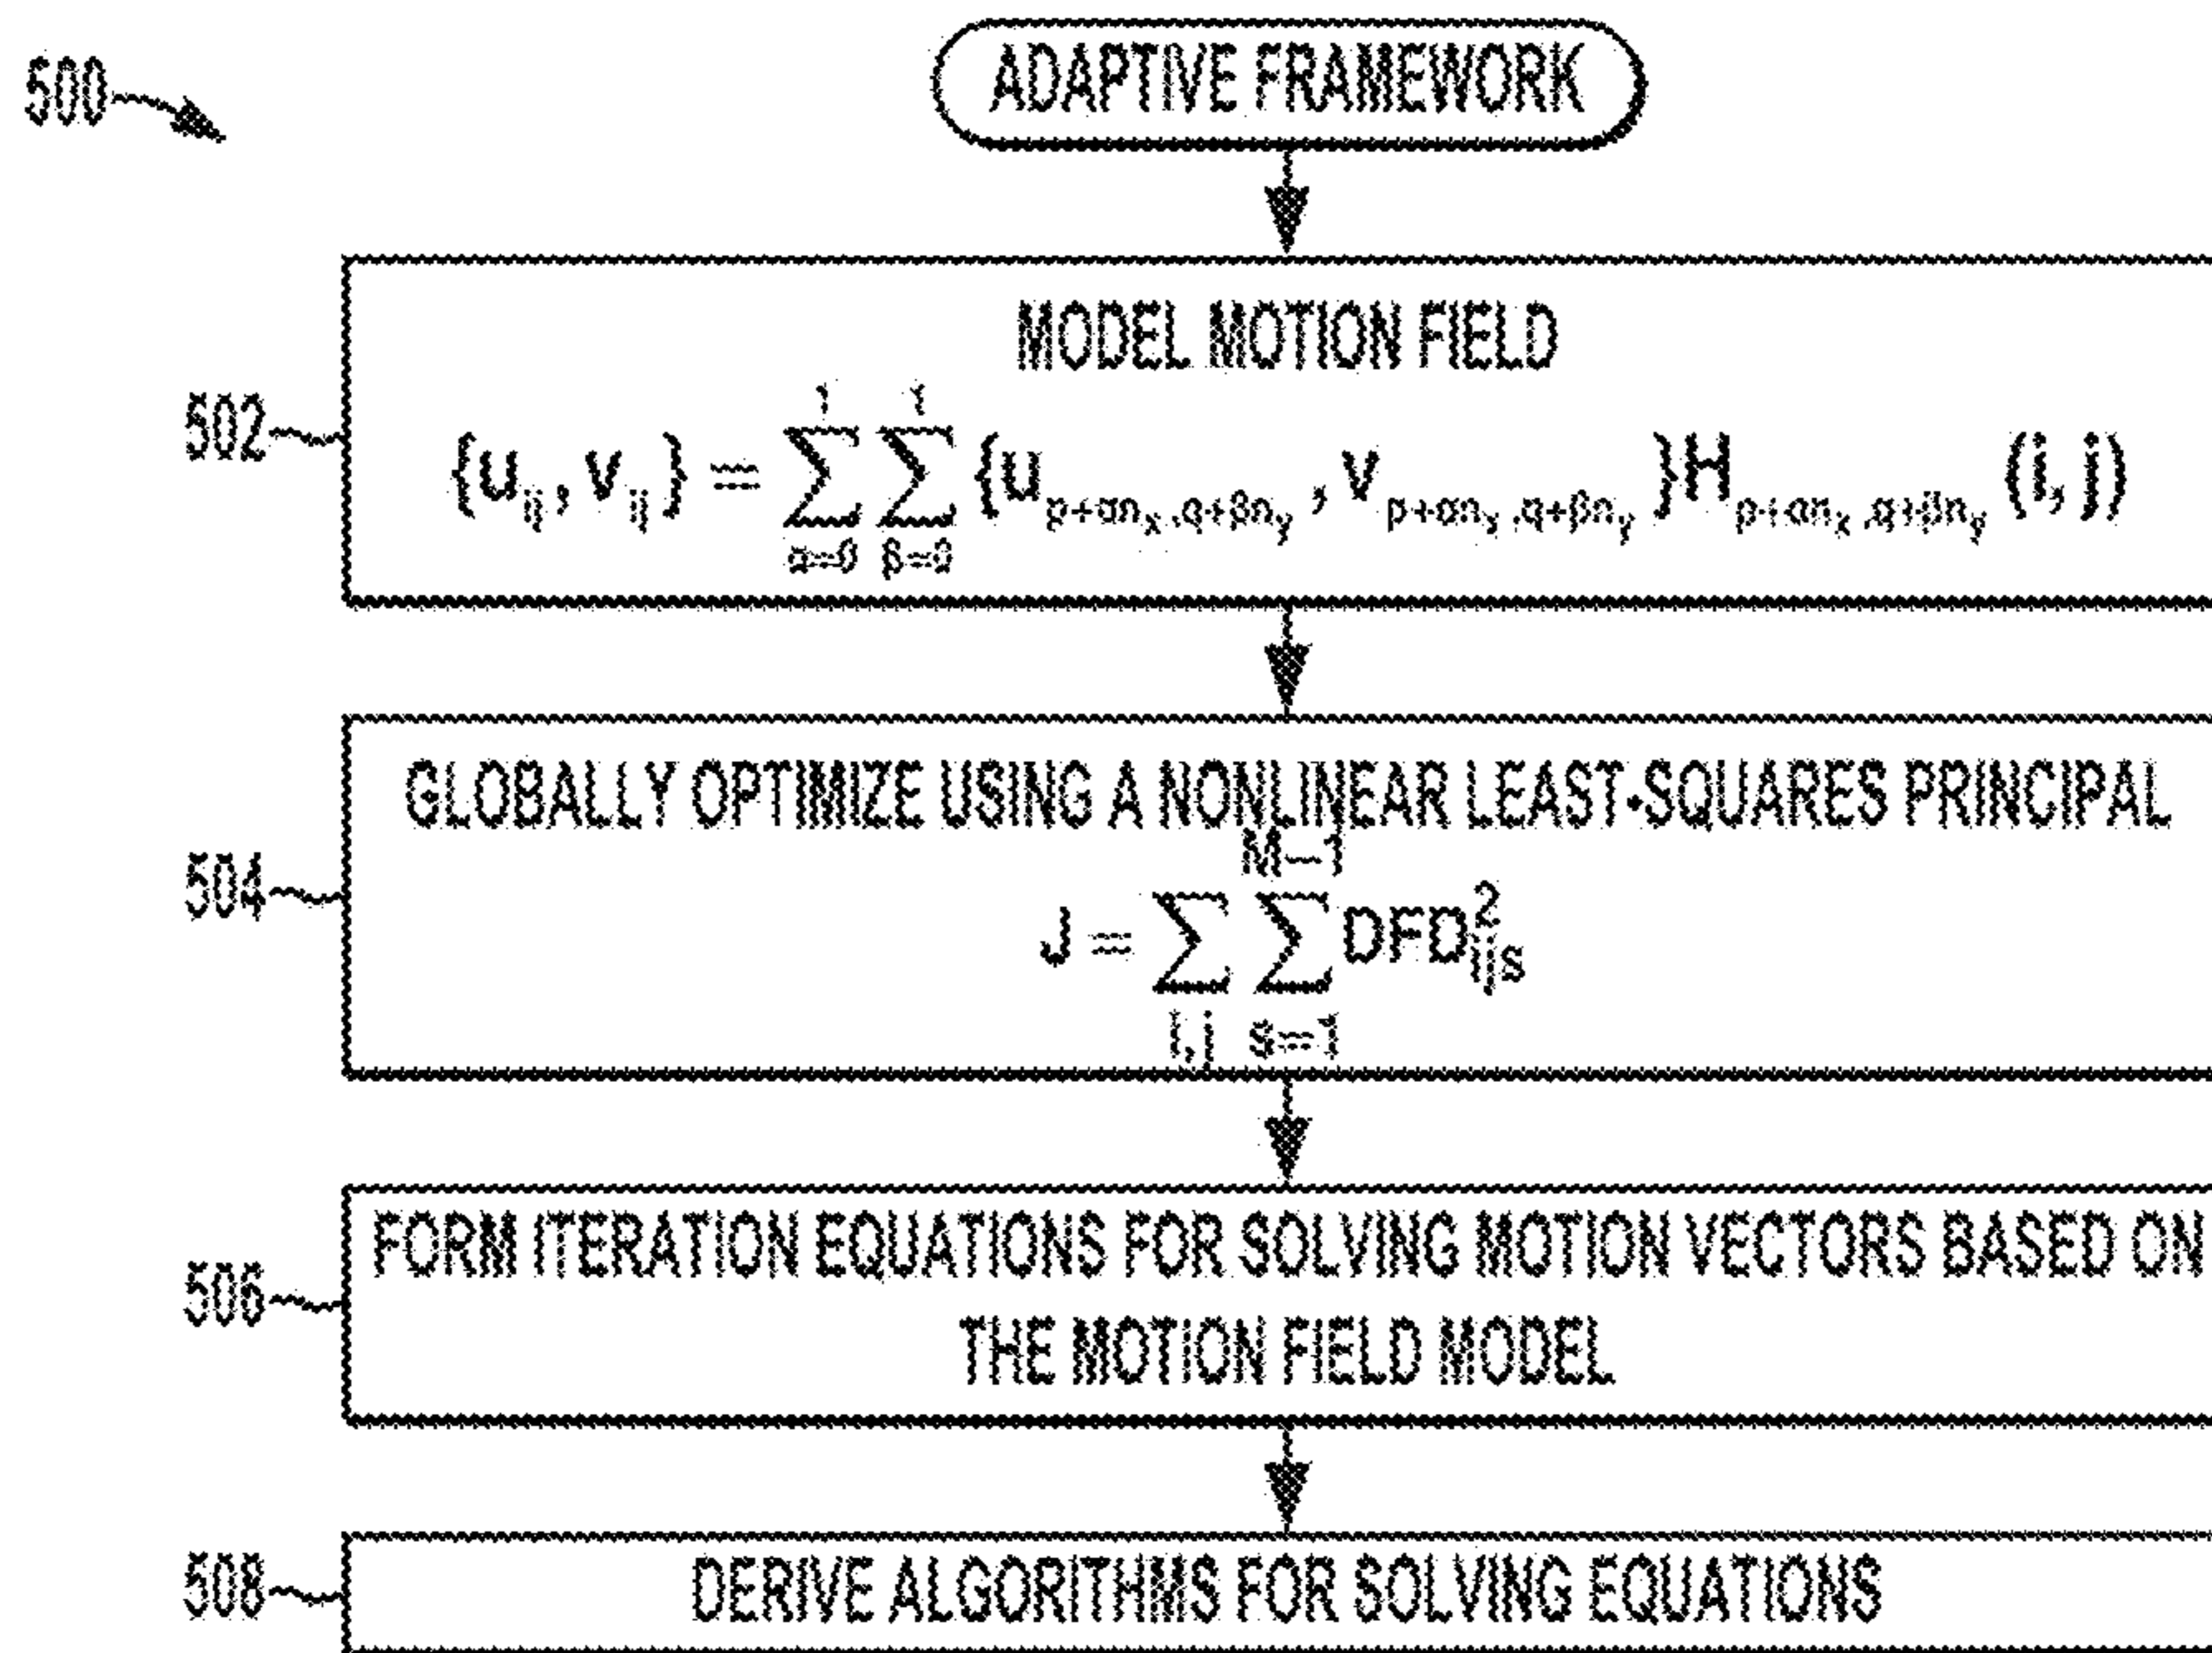 500
ADAPTIVE FRAMEWORK
MODEL MOTION FIELD
502
{u_ij, v_ij} = Σ_{α=0}^{1} Σ_{β=0}^{1} {u_{p+αn_x,q+βn_y}, v_{p+αn_x,q+βn_y}} H_{p+αn_x,q+βn_y} (i, j)
GLOBALLY OPTIMIZE USING A NONLINEAR LEAST-SQUARES PRINCIPAL
504
J = Σ_{i,j} Σ_{s=1}^{M−1} DFD²_ijs
FORM ITERATION EQUATIONS FOR SOLVING MOTION VECTORS BASED ON
506
THE MOTION FIELD MODEL
508
DERIVE ALGORITHMS FOR SOLVING EQUATIONS